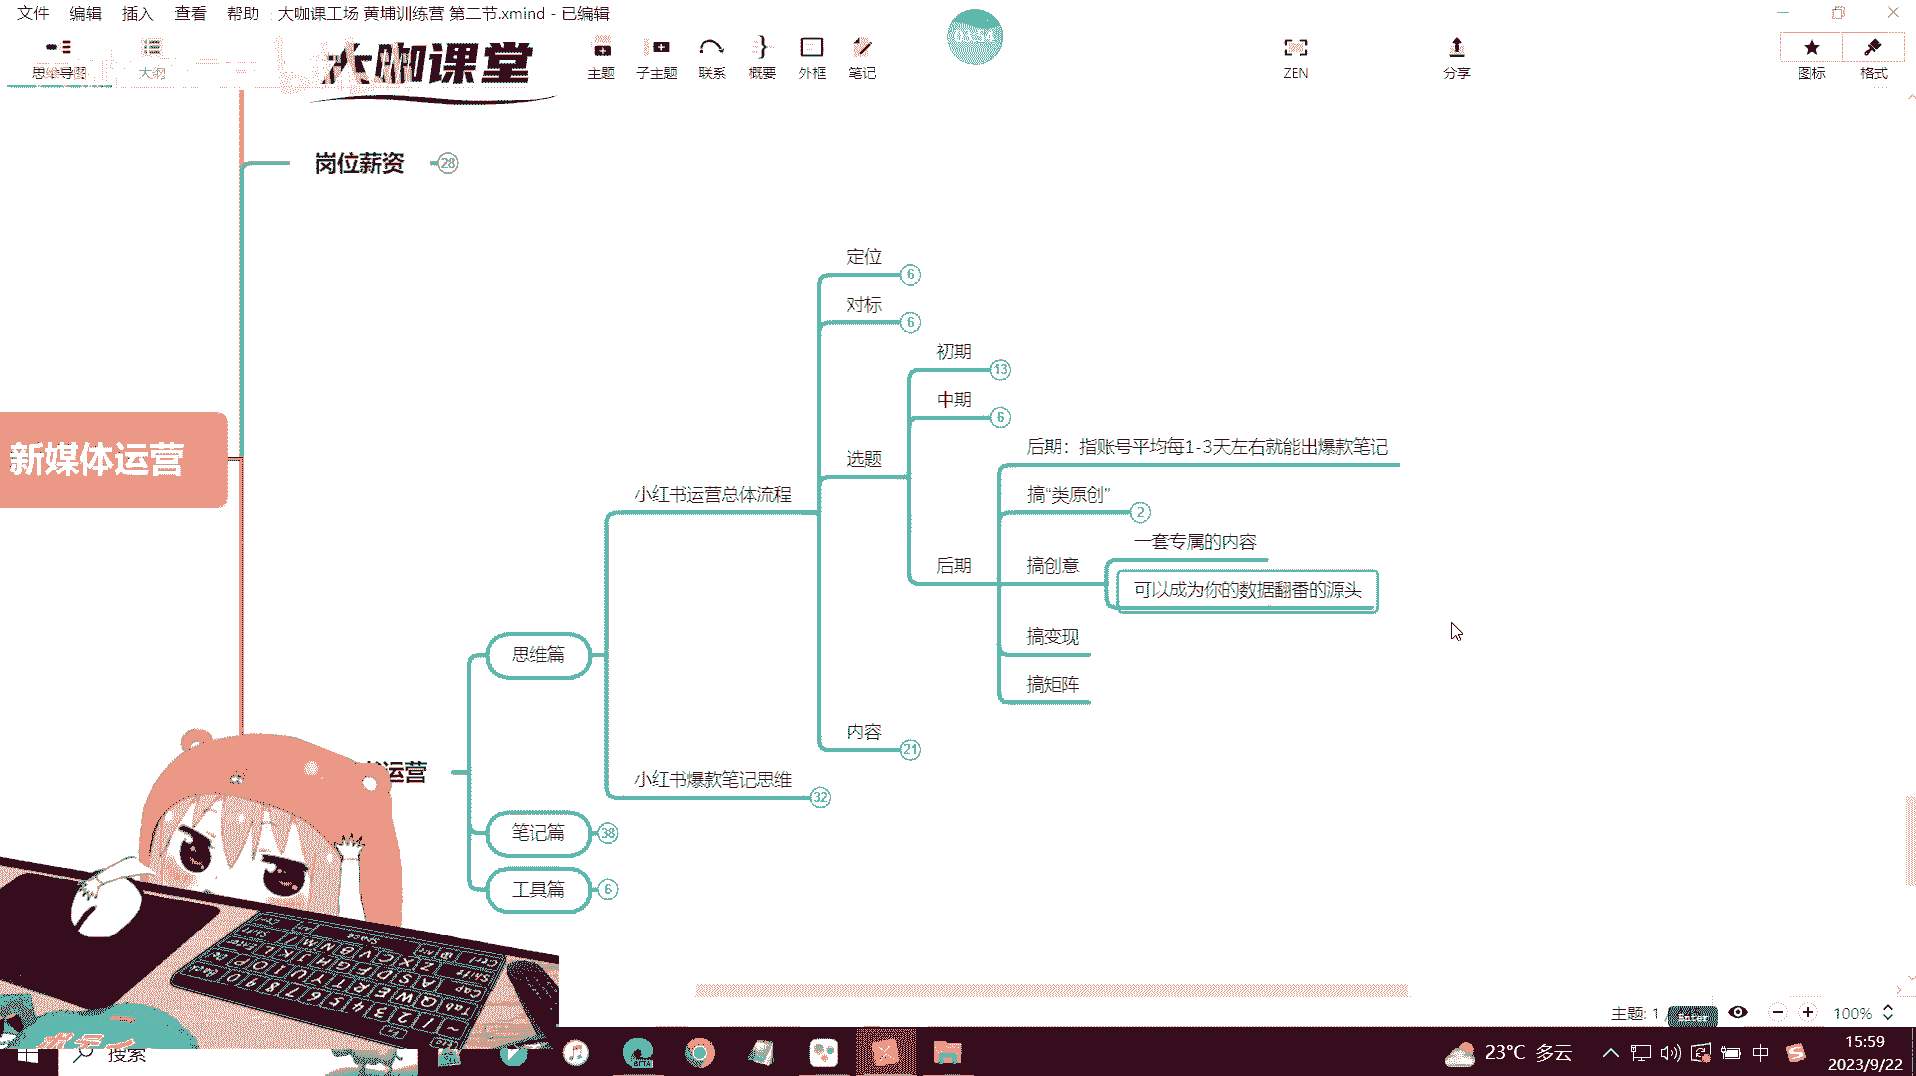 文件 编辑 插入 查看 帮助 大咖课工场 黄埔训练营 第二节.xmind - 已编辑
思维导图 大纲
大咖课堂
主题 子主题 联系 概要 外框 笔记
03:54
ZEN 分享 图标 格式
岗位薪资 28
新媒体运营
定位 6
对标 6
初期 13
中期 6
选题
后期：指账号平均每1-3天左右就能出爆款笔记
小红书运营总体流程
搞“类原创” 2
一套专属的内容
后期
搞创意
可以成为你的数据翻番的源头
搞变现
思维篇
搞矩阵
内容 21
运营
小红书爆款笔记思维 32
笔记篇 38
工具篇 6
主题: 1 /
Enter
100%
搜索
BETA
23°C 多云
中
15:59
2023/9/22